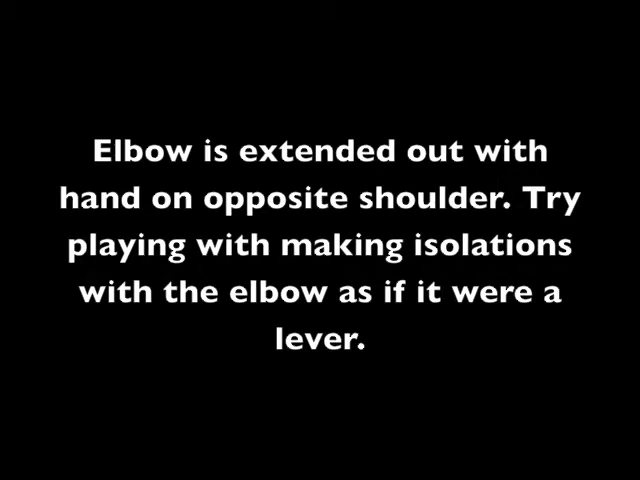 Elbow is extended out with
hand on opposite shoulder. Try
playing with making isolations
with the elbow as if it were a
lever.